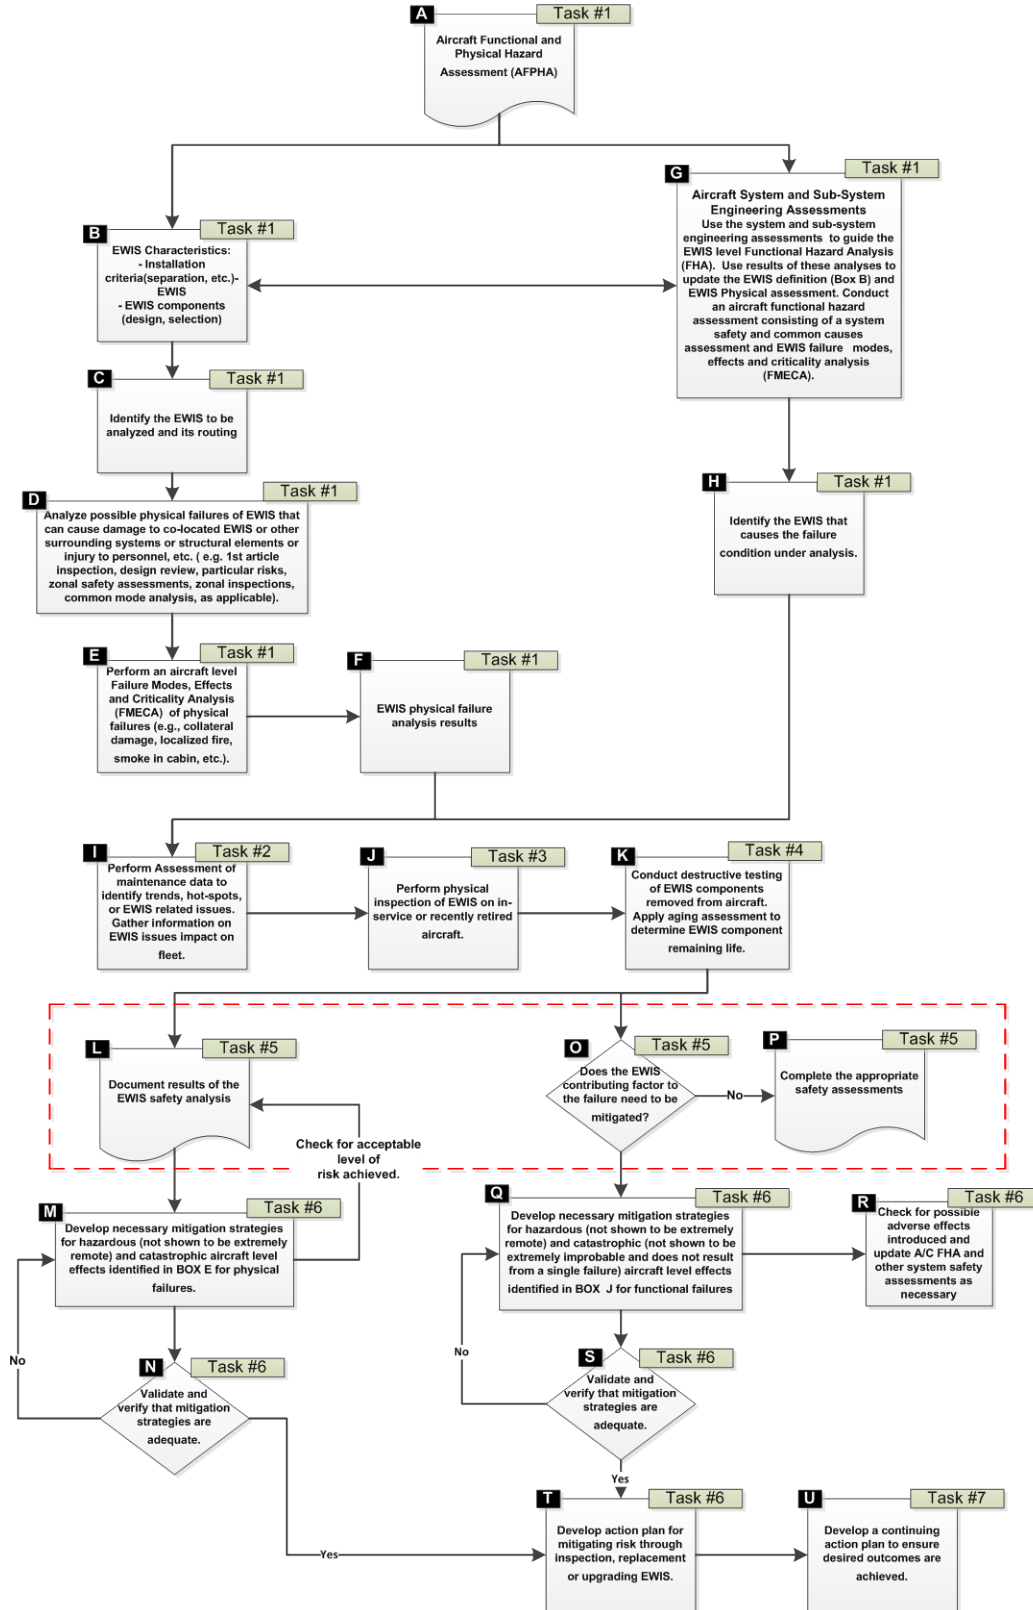 A
Task #1
Aircraft Functional and
Physical Hazard
Assessment (AFPHA)
B
Task #1
EWIS Characteristics:
- Installation
criteria(separation, etc.)-
EWIS
- EWIS components
(design, selection)
G
Task #1
Aircraft System and Sub-System
Engineering Assessments
Use the system and sub-system
engineering assessments to guide the
EWIS level Functional Hazard Analysis
(FHA). Use results of these analyses to
update the EWIS definition (Box B) and
EWIS Physical assessment. Conduct
an aircraft functional hazard
assessment consisting of a system
safety and common causes
assessment and EWIS failure modes,
effects and criticality analysis
(FMECA).
C
Task #1
Identify the EWIS to be
analyzed and its routing
D
Task #1
Analyze possible physical failures of EWIS that
can cause damage to co-located EWIS or other
surrounding systems or structural elements or
injury to personnel, etc. ( e.g. 1st article
inspection, design review, particular risks,
zonal safety assessments, zonal inspections,
common mode analysis, as applicable).
H
Task #1
Identify the EWIS that
causes the failure
condition under analysis.
E
Task #1
Perform an aircraft level
Failure Modes, Effects
and Criticality Analysis
(FMECA) of physical
failures (e.g., collateral
damage, localized fire,
smoke in cabin, etc.).
F
Task #1
EWIS physical failure
analysis results
I
Task #2
Perform Assessment of
maintenance data to
identify trends, hot-spots,
or EWIS related issues.
Gather information on
EWIS issues impact on
fleet.
J
Task #3
Perform physical
inspection of EWIS on in-
service or recently retired
aircraft.
K
Task #4
Conduct destructive testing
of EWIS components
removed from aircraft.
Apply aging assessment to
determine EWIS component
remaining life.
L
Task #5
Document results of the
EWIS safety analysis
O
Task #5
Does the EWIS
contributing factor to
the failure need to be
mitigated?
No
P
Task #5
Complete the appropriate
safety assessments
Check for acceptable
level of
risk achieved.
M
Task #6
Develop necessary mitigation strategies
for hazardous (not shown to be extremely
remote) and catastrophic aircraft level
effects identified in BOX E for physical
failures.
Q
Task #6
Develop necessary mitigation strategies
for hazardous (not shown to be extremely
remote) and catastrophic (not shown to be
extremely improbable and does not result
from a single failure) aircraft level effects
identified in BOX J for functional failures
R
Task #6
Check for possible
adverse effects
introduced and
update A/C FHA and
other system safety
assessments as
necessary
No
N
Task #6
Validate and
verify that mitigation
strategies are
adequate.
No
S
Task #6
Validate and
verify that mitigation
strategies are
adequate.
Yes
Yes
T
Task #6
Develop action plan for
mitigating risk through
inspection, replacement
or upgrading EWIS.
U
Task #7
Develop a continuing
action plan to ensure
desired outcomes are
achieved.